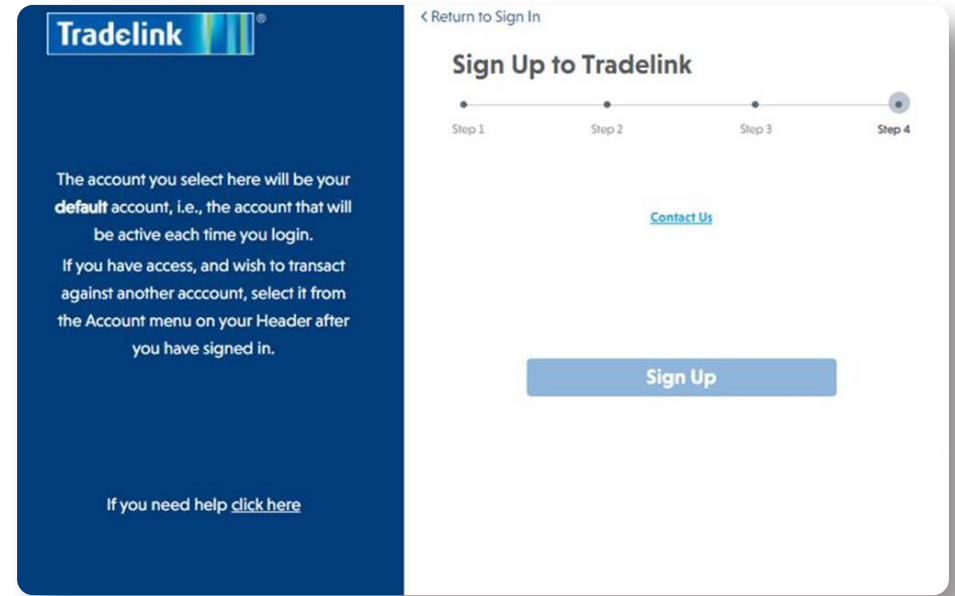 Tradelink®
The account you select here will be your
default account, i.e., the account that will
be active each time you login.
If you have access, and wish to transact
against another acccount, select it from
the Account menu on your Header after
you have signed in.
If you need help click here
< Return to Sign In
Sign Up to Tradelink
Step 1 Step 2 Step 3 Step 4
Contact Us
Sign Up